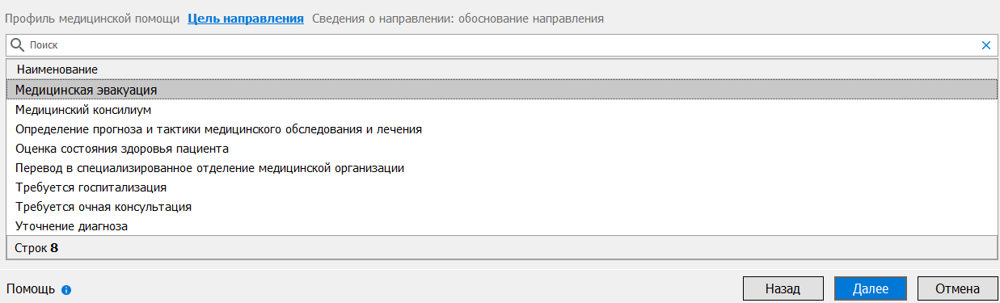 Профиль медицинской помощи Цель направления Сведения о направлении: обоснование направления
Поиск
Наименование
Медицинская эвакуация
Медицинский консилиум
Определение прогноза и тактики медицинского обследования и лечения
Оценка состояния здоровья пациента
Перевод в специализированное отделение медицинской организации
Требуется госпитализация
Требуется очная консультация
Уточнение диагноза
Строк 8
Помощь Назад Далее Отмена